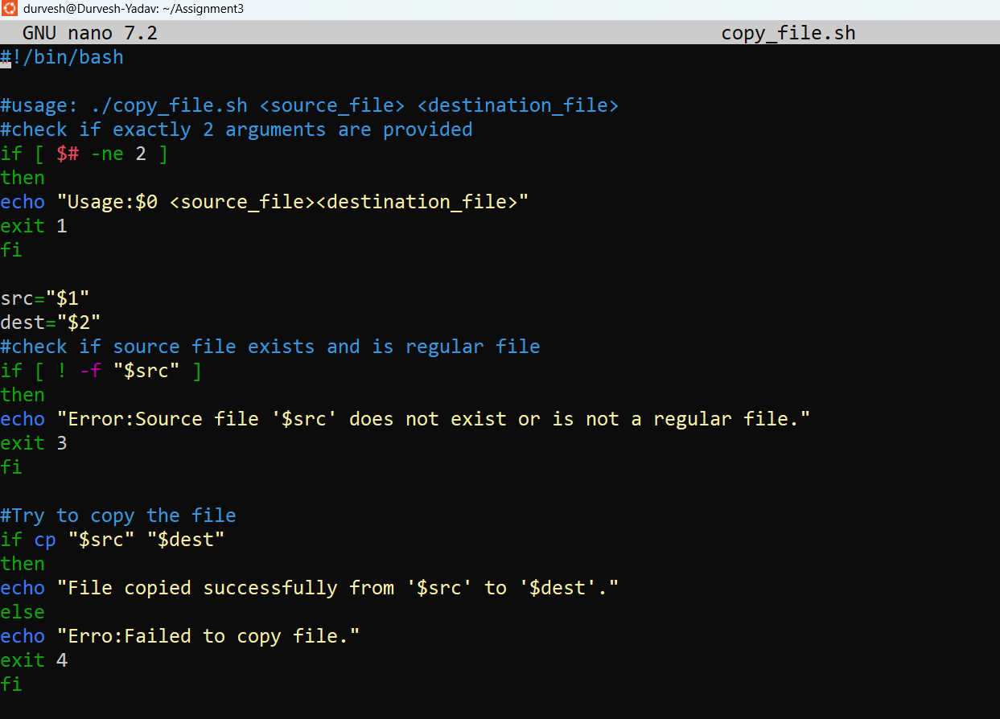 durvesh@Durvesh-Yadav: ~/Assignment3
GNU nano 7.2 copy_file.sh
#!/bin/bash

#usage: ./copy_file.sh <source_file> <destination_file>
#check if exactly 2 arguments are provided
if [ $# -ne 2 ]
then
echo "Usage:$0 <source_file><destination_file>"
exit 1
fi

src="$1"
dest="$2"
#check if source file exists and is regular file
if [ ! -f "$src" ]
then
echo "Error:Source file '$src' does not exist or is not a regular file."
exit 3
fi

#Try to copy the file
if cp "$src" "$dest"
then
echo "File copied successfully from '$src' to '$dest'."
else
echo "Erro:Failed to copy file."
exit 4
fi